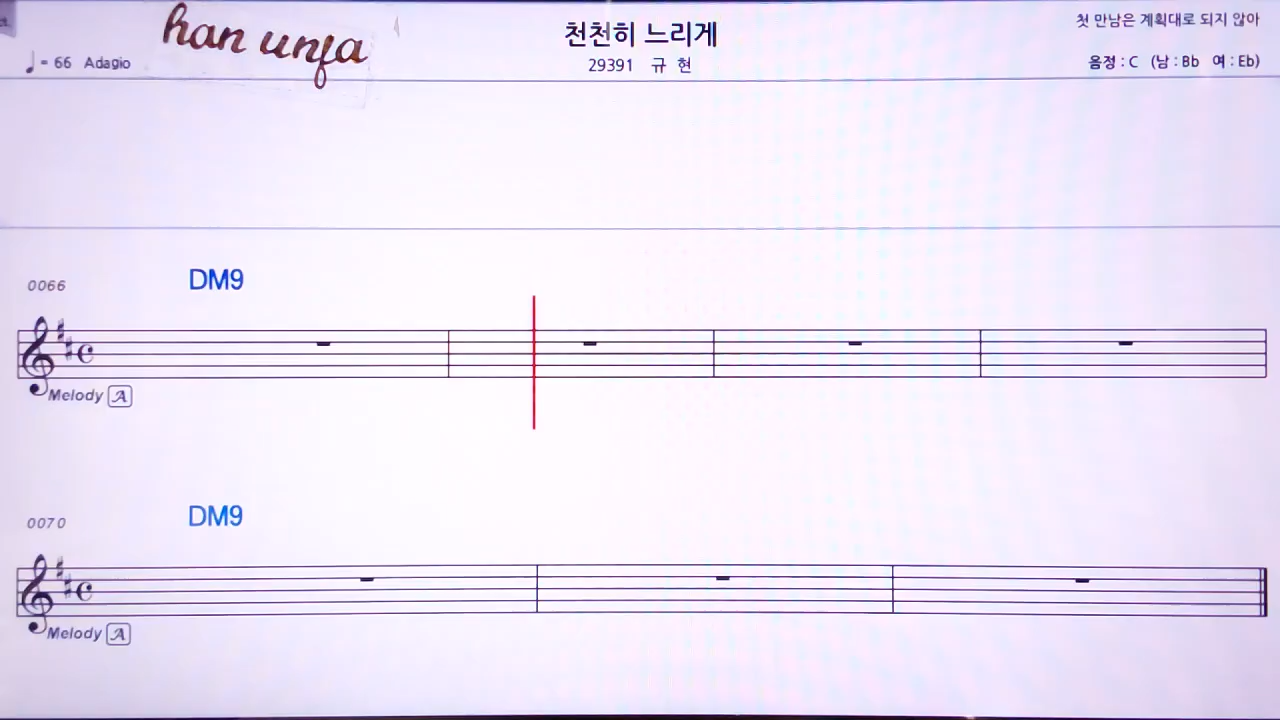 han unfa
천천히 느리게
첫 만남은 계획대로 되지 않아
♩ = 66 Adagio
29391 규 현
음정 : C (남 : Bb 여 : Eb)
0066
DM9
Melody A
0070
DM9
Melody A